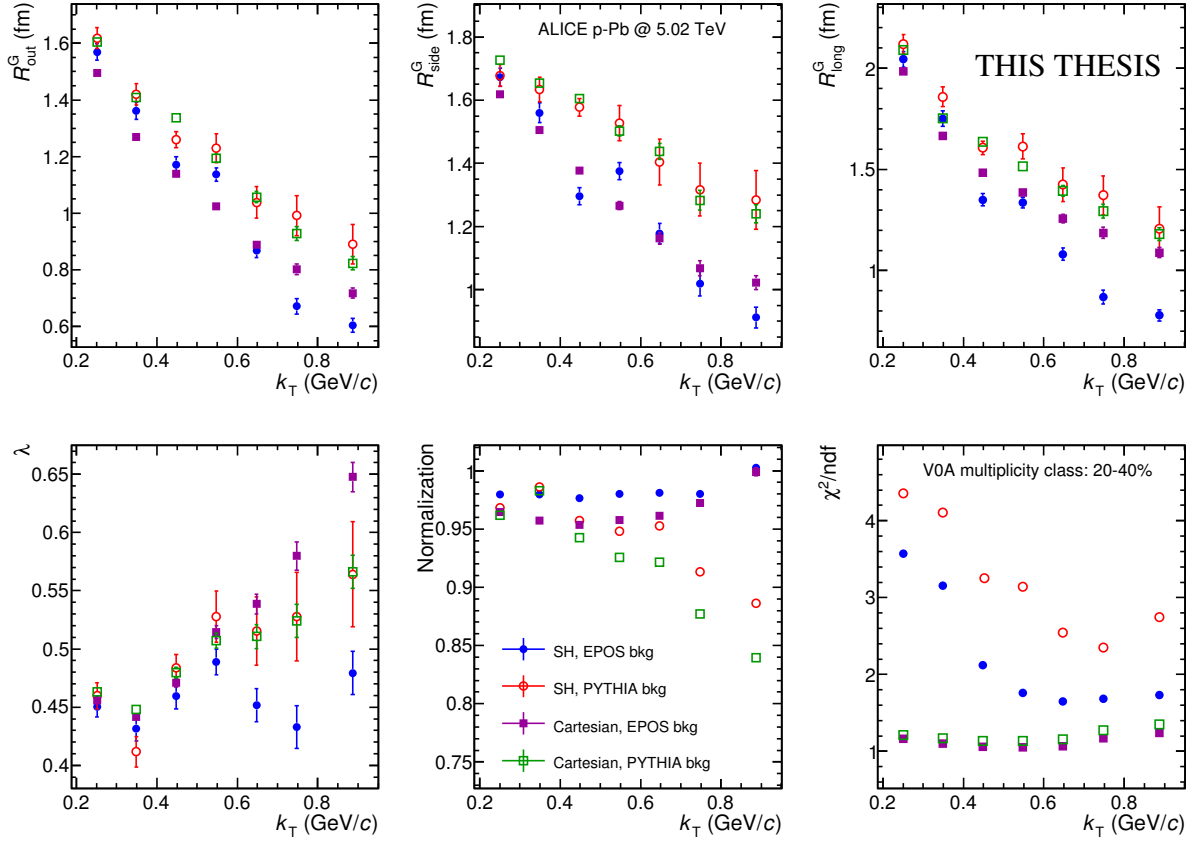 R^G_out (fm)
1.6
1.4
1.2
1
0.8
0.6
0.2 0.4 0.6 0.8
k_T (GeV/c)
R^G_side (fm)
ALICE p-Pb @ 5.02 TeV
1.8
1.6
1.4
1.2
1
0.2 0.4 0.6 0.8
k_T (GeV/c)
R^G_long (fm)
THIS THESIS
2
1.5
1
0.2 0.4 0.6 0.8
k_T (GeV/c)
λ
0.65
0.6
0.55
0.5
0.45
0.4
0.2 0.4 0.6 0.8
k_T (GeV/c)
Normalization
1
0.95
0.9
0.85
0.8
0.75
SH, EPOS bkg
SH, PYTHIA bkg
Cartesian, EPOS bkg
Cartesian, PYTHIA bkg
0.2 0.4 0.6 0.8
k_T (GeV/c)
χ²/ndf
V0A multiplicity class: 20-40%
4
3
2
1
0.2 0.4 0.6 0.8
k_T (GeV/c)